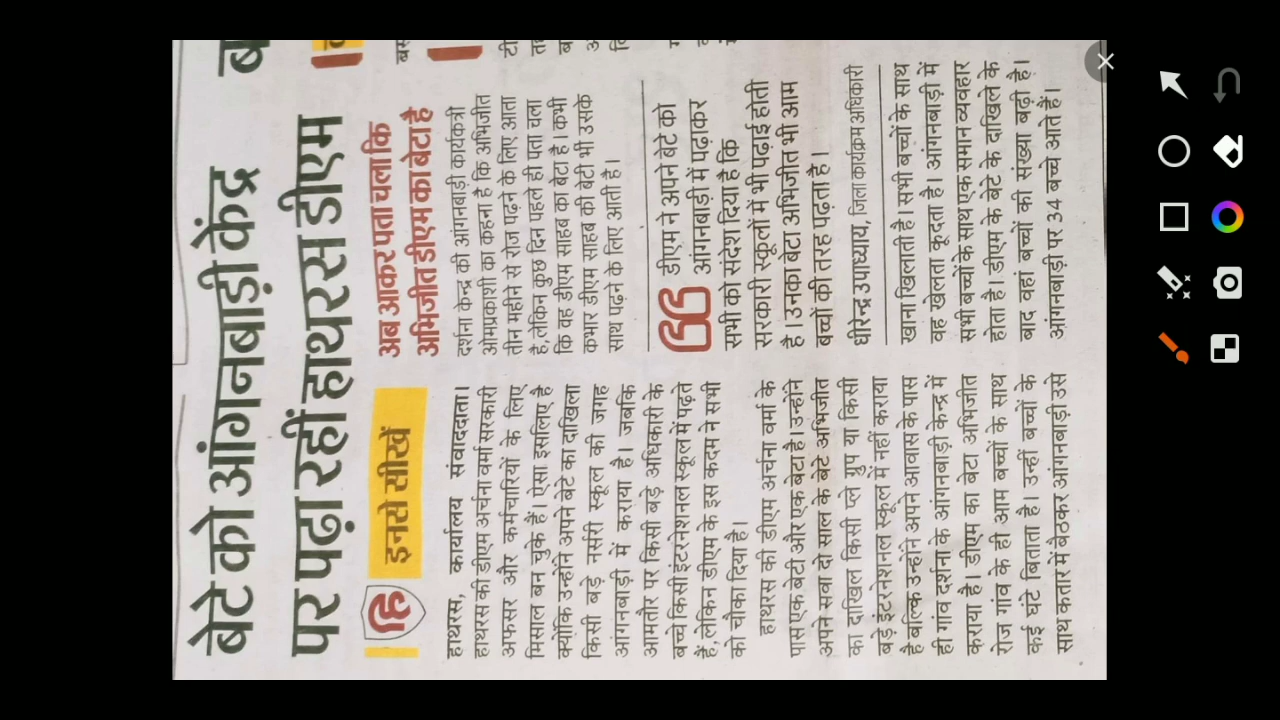 बेटे को आंगनबाड़ी केंद्र
पर पढ़ा रहीं हाथरस डीएम
हि
इनसे सीखें
हाथरस, कार्यालय संवाददाता।
हाथरस की डीएम अर्चना वर्मा सरकारी
अफसर और कर्मचारियों के लिए
मिसाल बन चुके हैं। ऐसा इसलिए है
क्योंकि उन्होंने अपने बेटे का दाखिला
किसी बड़े नर्सरी स्कूल की जगह
आंगनबाड़ी में कराया है। जबकि
आमतौर पर किसी बड़े अधिकारी के
बच्चे किसी इंटरनेशनल स्कूल में पढ़ते
हैं, लेकिन डीएम के इस कदम ने सभी
को चौका दिया है।
हाथरस की डीएम अर्चना वर्मा के
पास एक बेटी और एक बेटा है। उन्होंने
अपने सवा दो साल के बेटे अभिजीत
का दाखिल किसी प्ले ग्रुप या किसी
बड़े इंटरनेशनल स्कूल में नहीं कराया
है बल्कि उन्होंने अपने आवास के पास
ही गांव दर्शना के आंगनबाड़ी केन्द्र में
कराया है। डीएम का बेटा अभिजीत
रोज गांव के ही आम बच्चों के साथ
कई घंटे बिताता है। उन्हीं बच्चों के
साथ कतार में बैठकर आंगनबाड़ी उसे
अब आकर पता चला कि
अभिजीत डीएम का बेटा है
दर्शना केन्द्र की आंगनबाड़ी कार्यकत्री
ओमप्रकाशी का कहना है कि अभिजीत
तीन महीने से रोज पढ़ने के लिए आता
है, लेकिन कुछ दिन पहले ही पता चला
कि वह डीएम साहब का बेटा है। कभी
कभार डीएम साहब की बेटी भी उसके
साथ पढ़ने के लिए आती है।
डीएम ने अपने बेटे को
आंगनबाड़ी में पढ़ाकर
सभी को संदेश दिया है कि
सरकारी स्कूलों में भी पढ़ाई होती
है। उनका बेटा अभिजीत भी आम
बच्चों की तरह पढ़ता है।
धीरेन्द्र उपाध्याय, जिला कार्यक्रम अधिकारी
खाना खिलाती है। सभी बच्चों के साथ
वह खेलता कूदता है। आंगनबाड़ी में
सभी बच्चों के साथ एक समान व्यवहार
होता है। डीएम के बेटे के दाखिले के
बाद वहां बच्चों की संख्या बढ़ी है।
आंगनबाड़ी पर 34 बच्चे आते हैं।